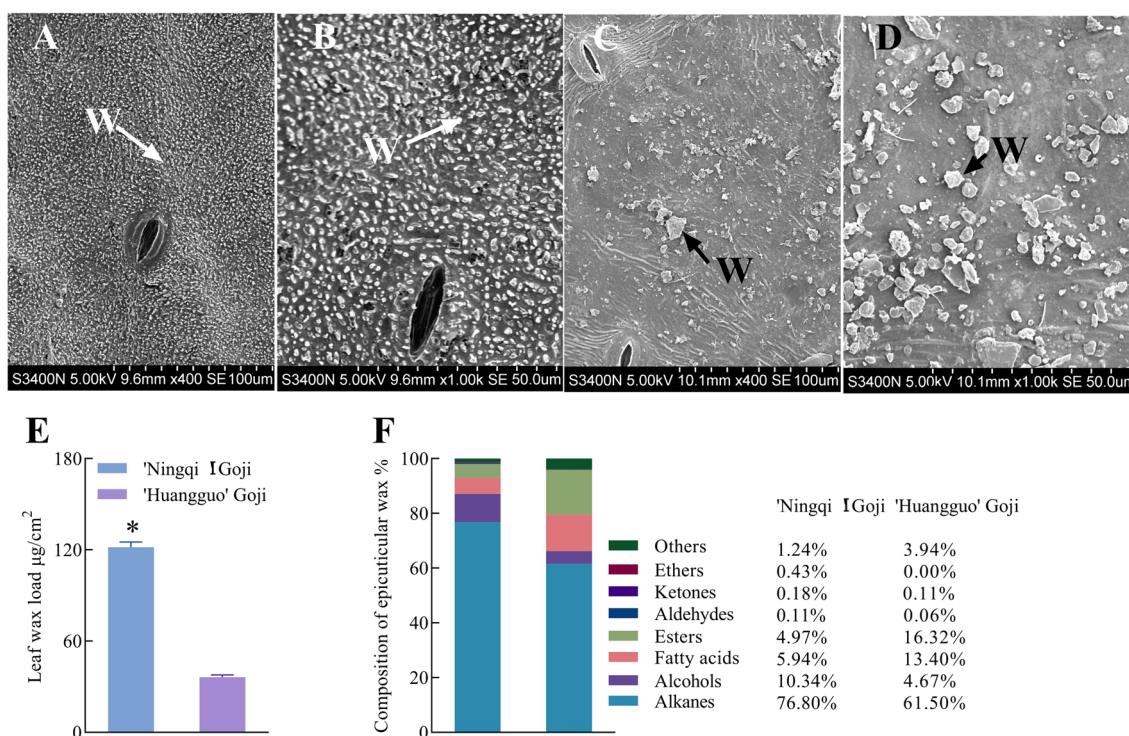 A
W
S3400N 5.00kV 9.6mm x400 SE 100um
B
W
S3400N 5.00kV 9.6mm x1.00k SE 50.0um
C
W
S3400N 5.00kV 10.1mm x400 SE 100um
D
W
S3400N 5.00kV 10.1mm x1.00k SE 50.0um
E
Leaf wax load μg/cm²
180
120
60
0
'Ningqi I Goji
'Huangguo' Goji
*
F
Composition of epicuticular wax %
100
80
60
40
20
0
'Ningqi I Goji 'Huangguo' Goji
Others 1.24% 3.94%
Ethers 0.43% 0.00%
Ketones 0.18% 0.11%
Aldehydes 0.11% 0.06%
Esters 4.97% 16.32%
Fatty acids 5.94% 13.40%
Alcohols 10.34% 4.67%
Alkanes 76.80% 61.50%